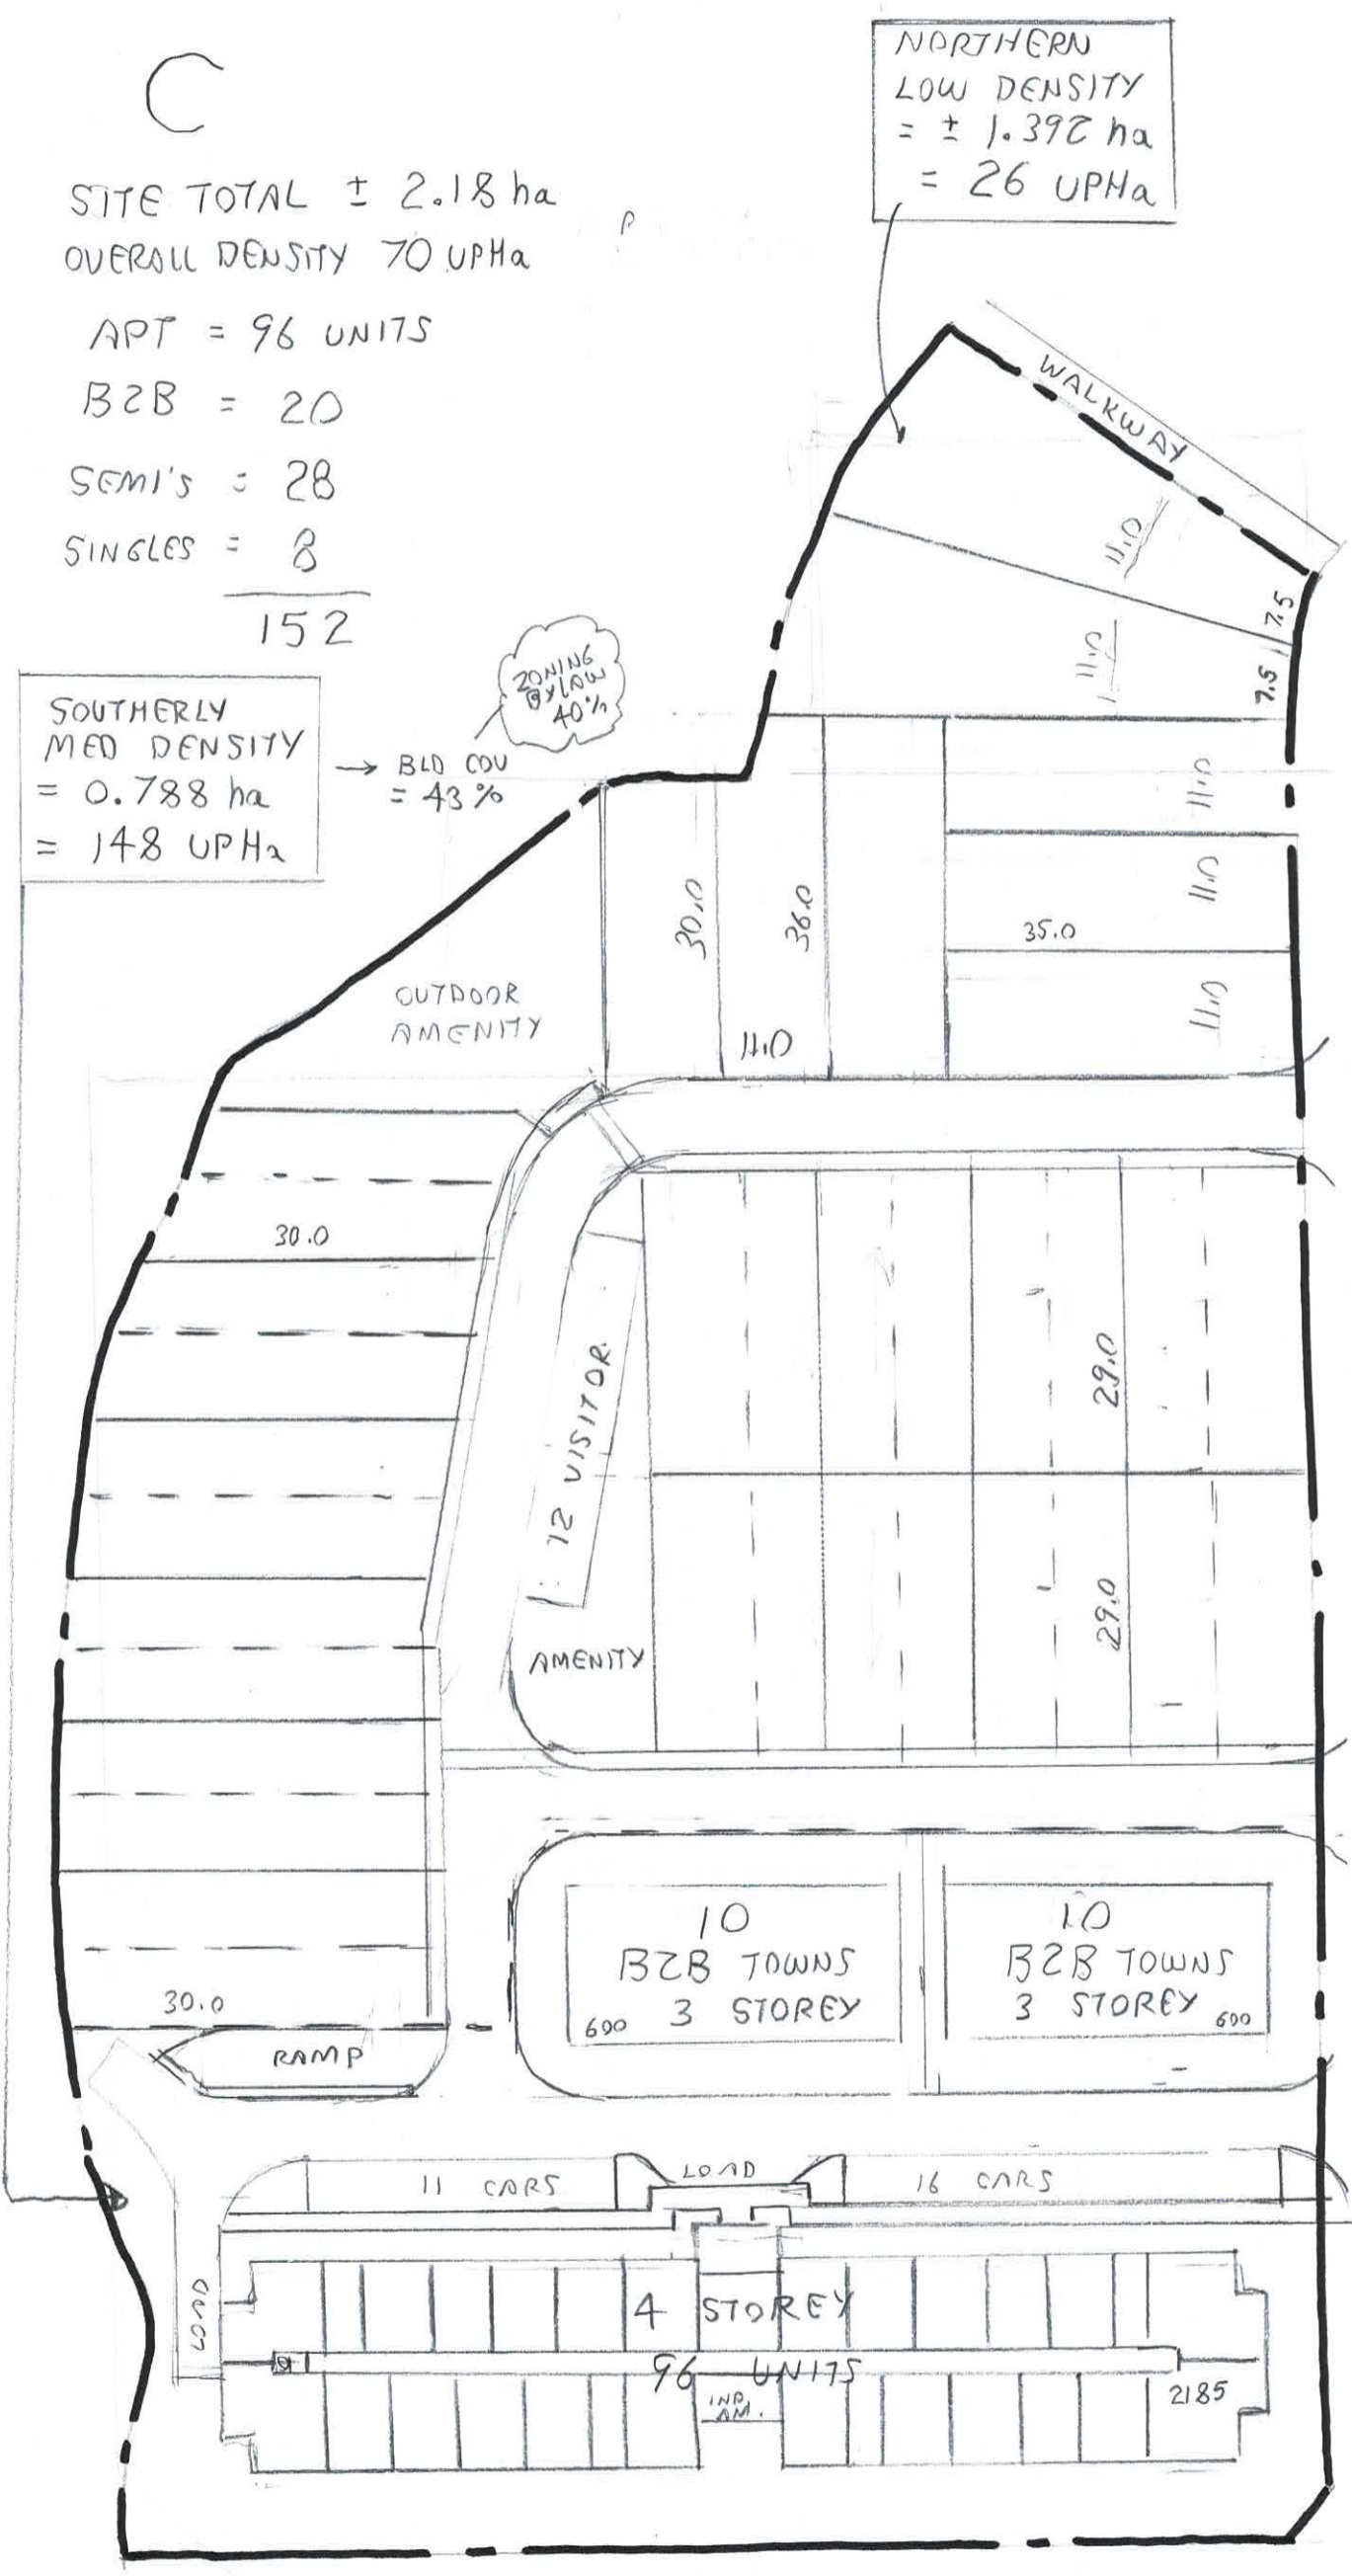 C
SITE TOTAL ± 2.18 ha
OVERALL DENSITY 70 UPHa
APT = 96 UNITS
B2B = 20
SEMI'S = 28
SINGLES = 8
152
NORTHERN
LOW DENSITY
= ± 1.392 ha
= 26 UPHa
WALKWAY
SOUTHERLY
MED DENSITY
= 0.788 ha
= 148 UPHa
→ BLD COV
= 43%
ZONING
BYLAW
40%
11.0
7.5
11.0
7.5
11.0
11.0
35.0
11.0
30.0
36.0
11.0
OUTDOOR
AMENITY
30.0
12 VISITOR
29.0
29.0
AMENITY
10
B2B TOWNS
3 STOREY
600
10
B2B TOWNS
3 STOREY
600
30.0
RAMP
11 CARS
LOAD
16 CARS
LOAD
4 STOREY
96 UNITS
IND.
AM.
2185